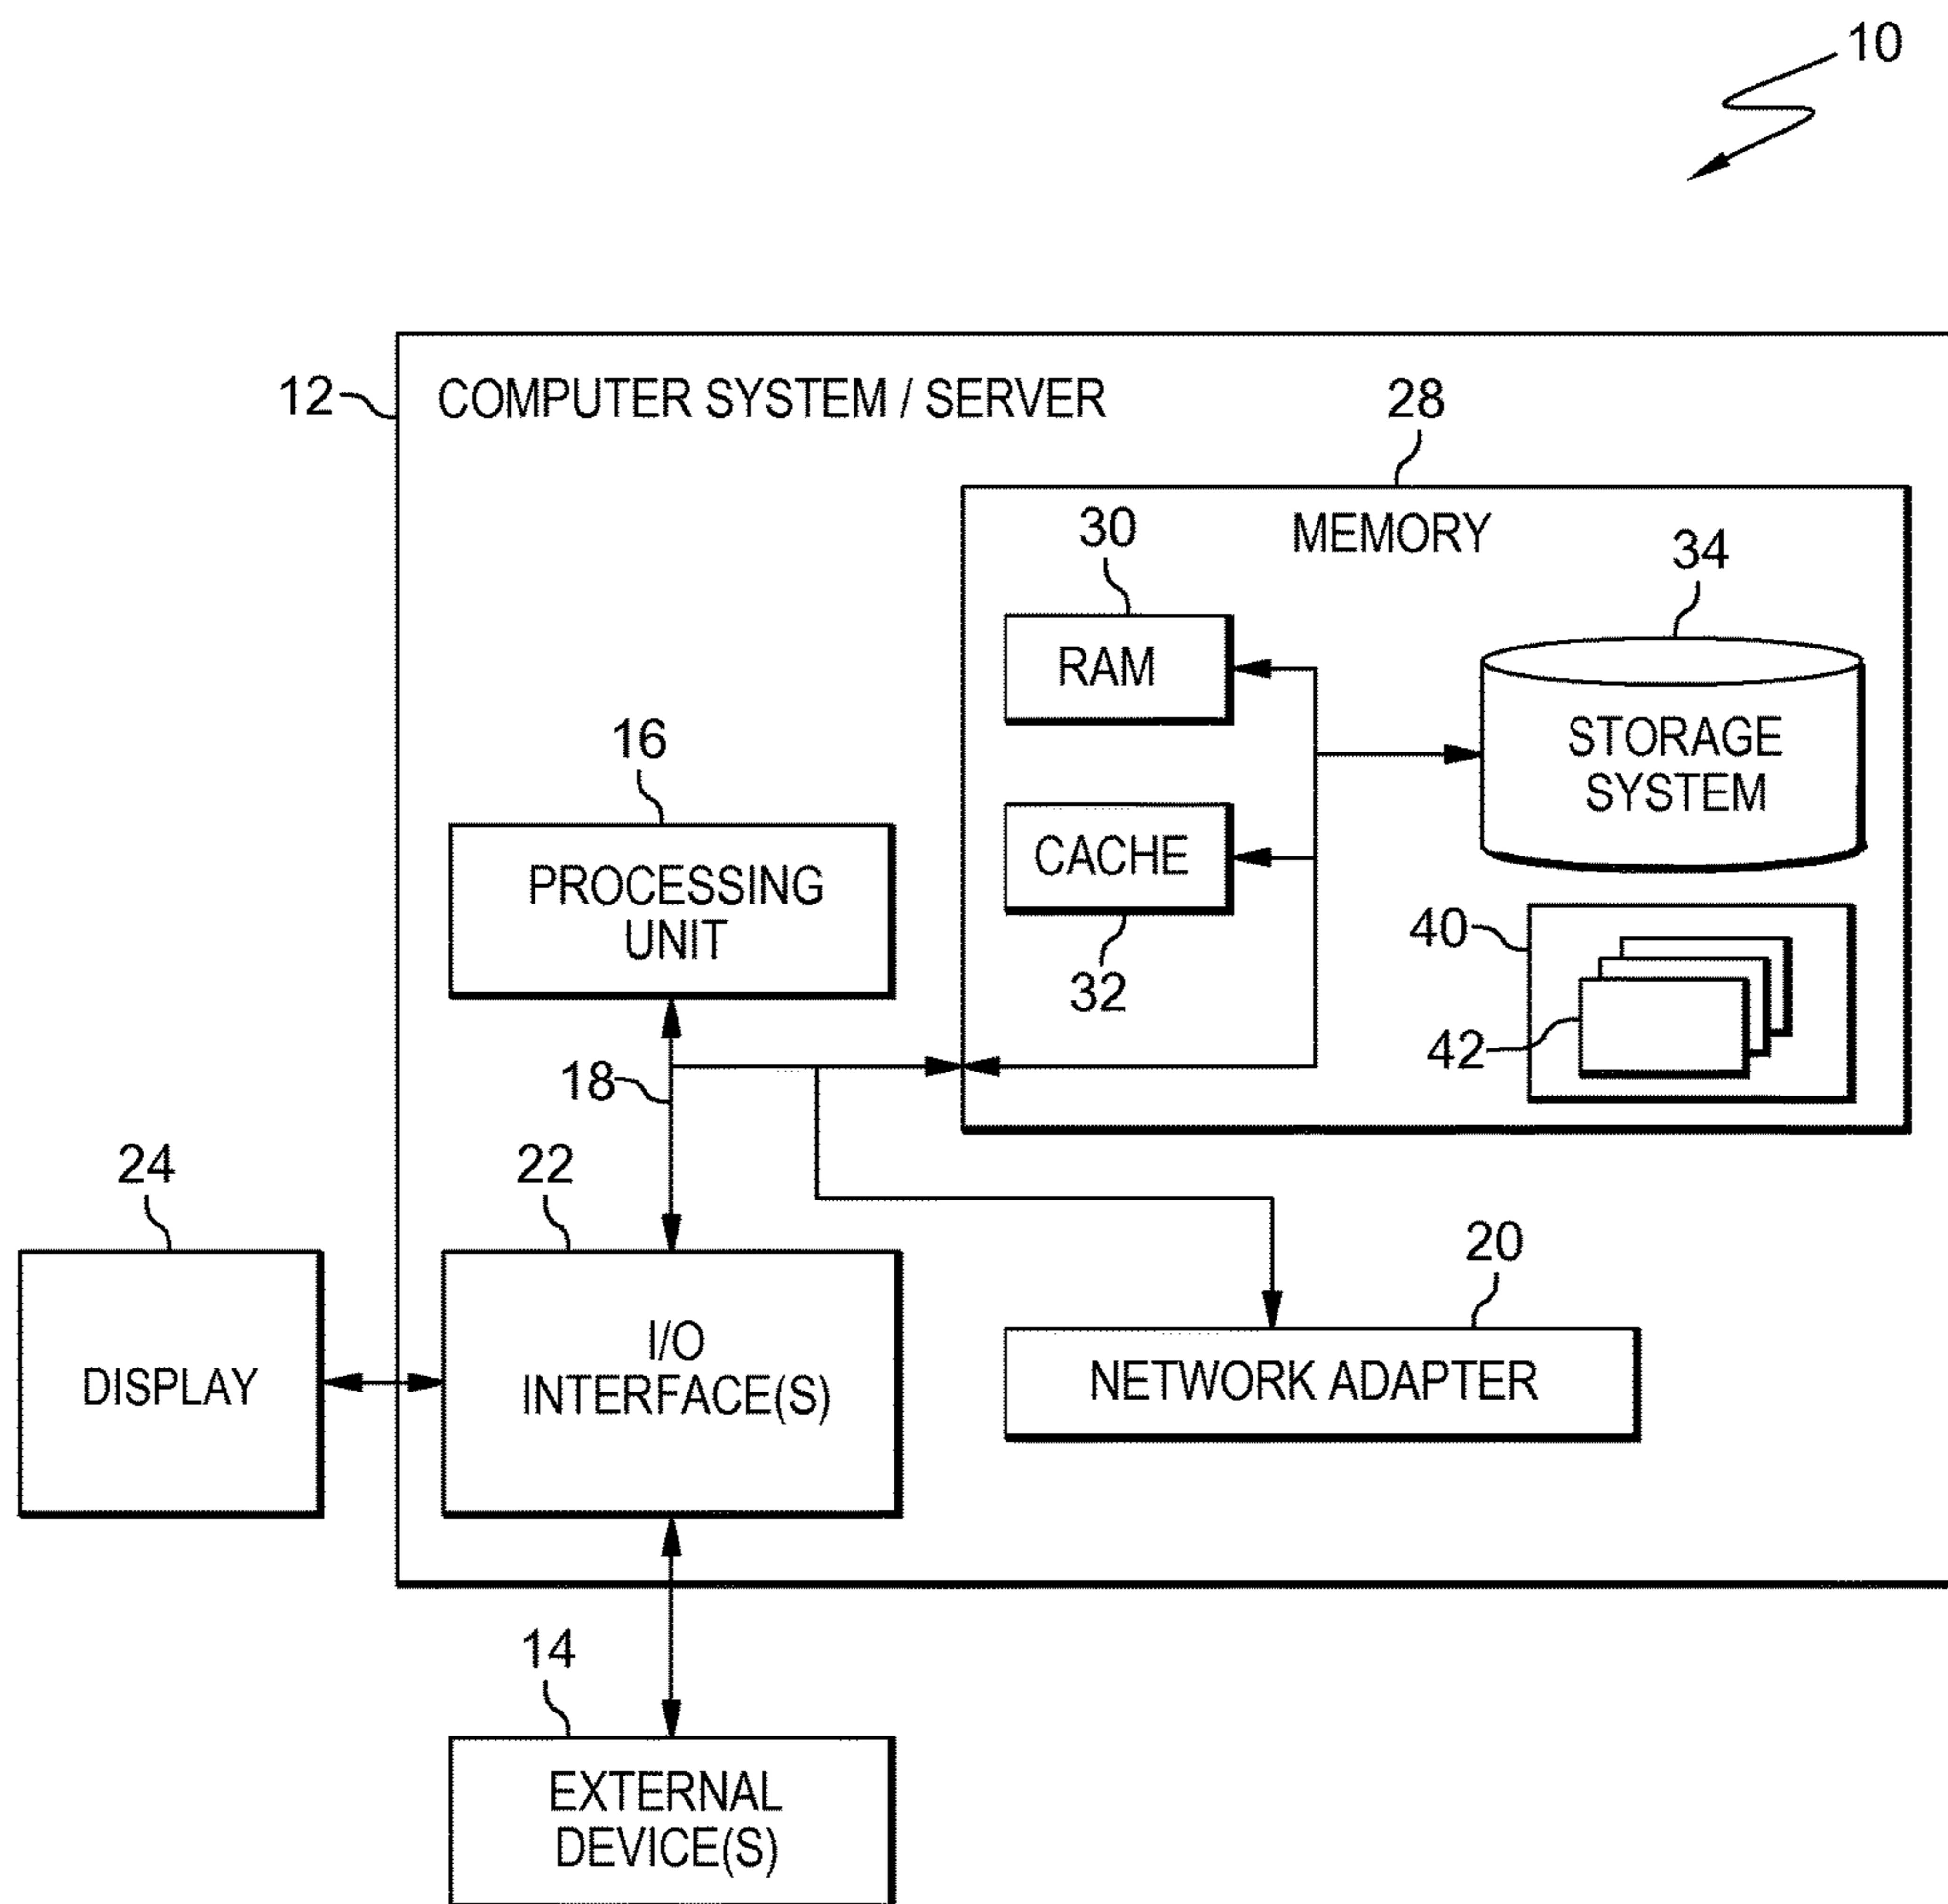 10
12
COMPUTER SYSTEM / SERVER
28
MEMORY
30
RAM
34
STORAGE
SYSTEM
16
PROCESSING
UNIT
CACHE
32
40
42
18
24
DISPLAY
22
I/O
INTERFACE(S)
20
NETWORK ADAPTER
14
EXTERNAL
DEVICE(S)